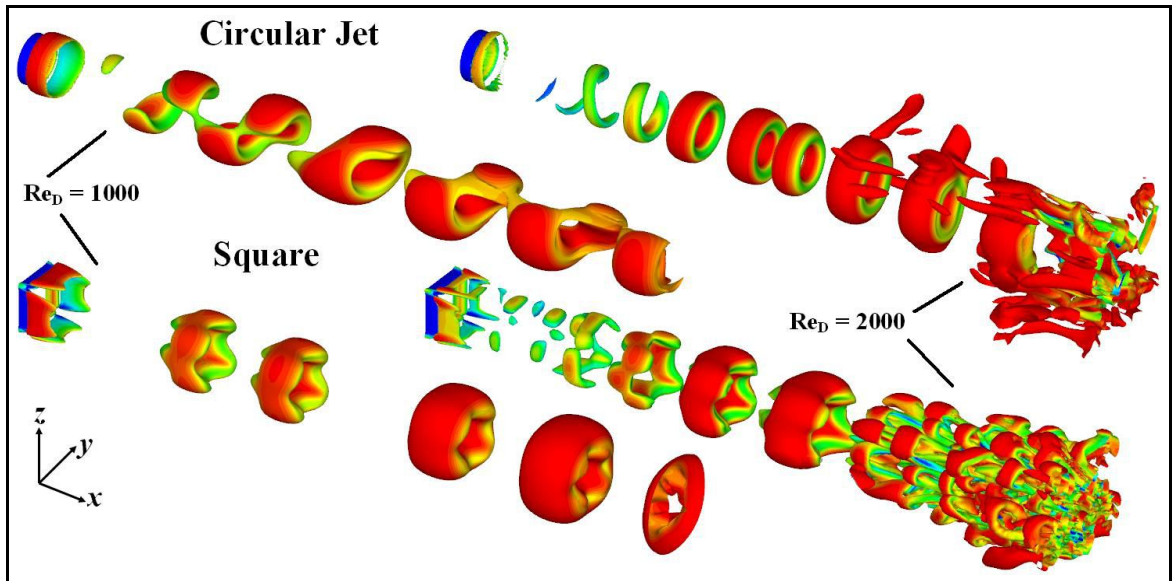 Circular Jet
Re_D = 1000
Square
Re_D = 2000
z
y
x